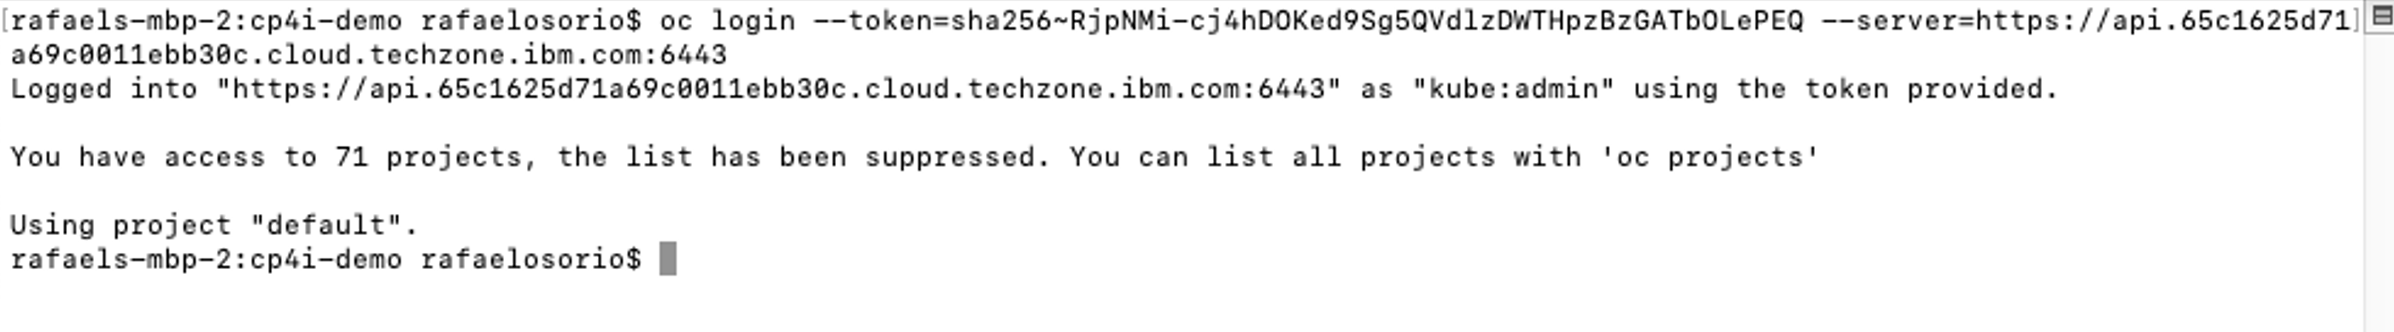 [rafaels-mbp-2:cp4i-demo rafaelosorio$ oc login --token=sha256~RjpNMi-cj4hDOKed9Sg5QVdlzDWTHpzBzGATbOLePEQ --server=https://api.65c1625d71]
a69c0011ebb30c.cloud.techzone.ibm.com:6443
Logged into "https://api.65c1625d71a69c0011ebb30c.cloud.techzone.ibm.com:6443" as "kube:admin" using the token provided.
You have access to 71 projects, the list has been suppressed. You can list all projects with 'oc projects'
Using project "default".
rafaels-mbp-2:cp4i-demo rafaelosorio$